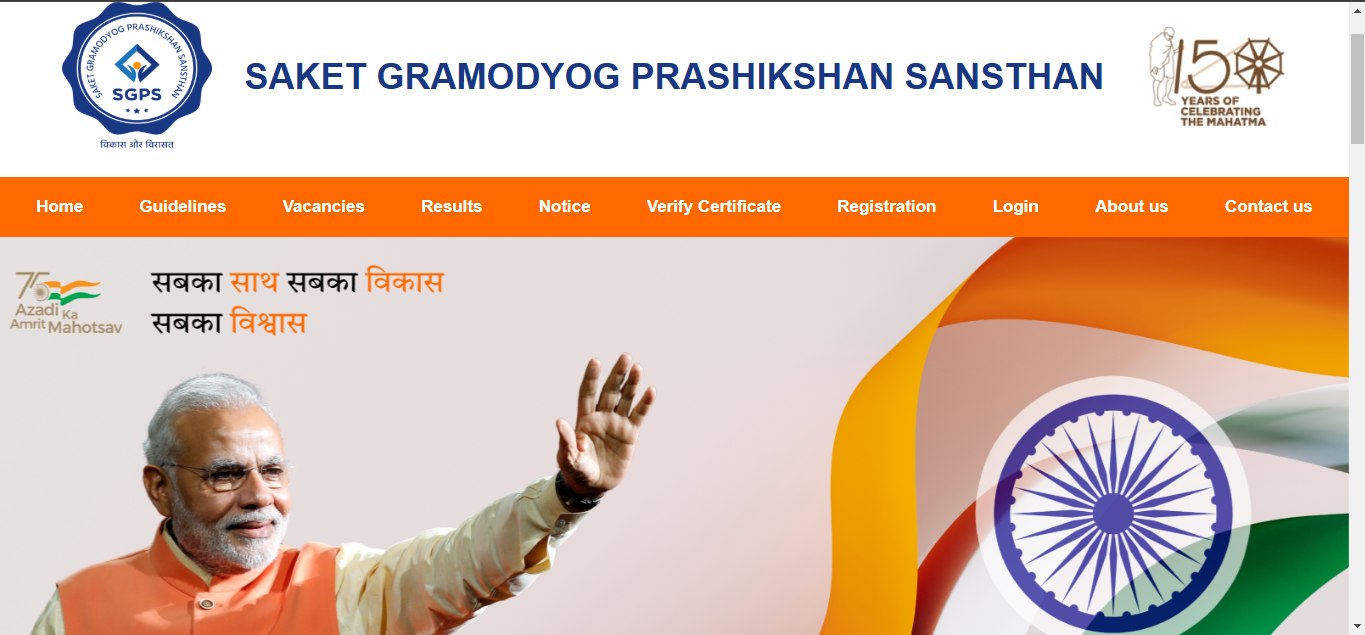 SAKET GRAMODYOG PRASHIKSHAN SANSTHAN
SGPS
विकास और विरासत
SAKET GRAMODYOG PRASHIKSHAN SANSTHAN
150
YEARS OF
CELEBRATING
THE MAHATMA
Home Guidelines Vacancies Results Notice Verify Certificate Registration Login About us Contact us
75
Azadi Ka
Amrit Mahotsav
सबका साथ सबका विकास
सबका विश्वास